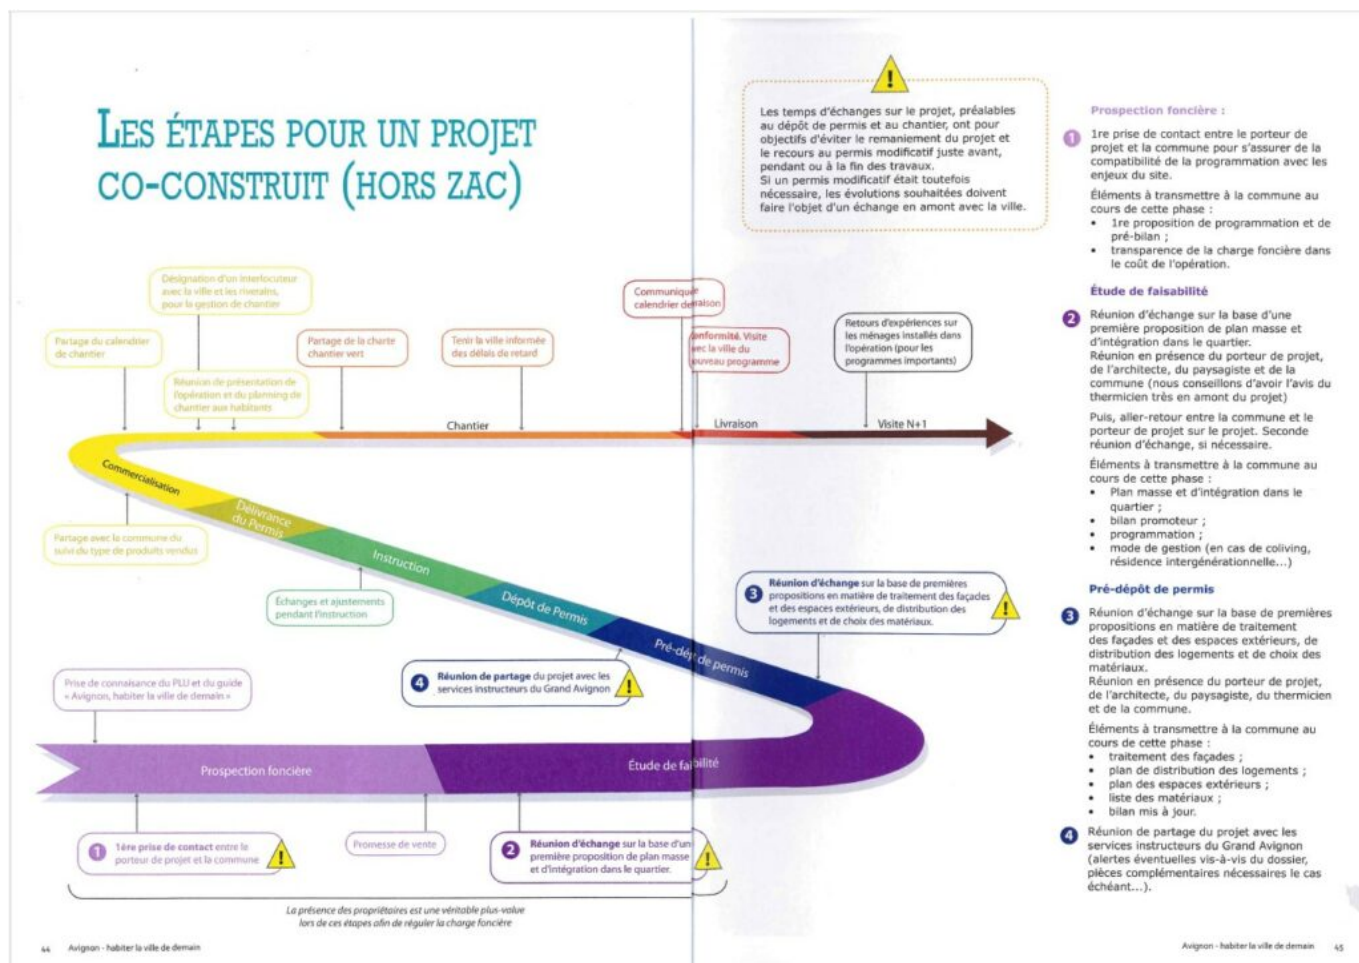 LES ÉTAPES POUR UN PROJET
CO-CONSTRUIT (HORS ZAC)
Les temps d'échanges sur le projet, préalables
au dépôt de permis et au chantier, ont pour
objectifs d'éviter le remaniement du projet et
le recours au permis modificatif juste avant,
pendant ou à la fin des travaux.
Si un permis modificatif était toutefois
nécessaire, les évolutions souhaitées doivent
faire l'objet d'un échange en amont avec la ville.
Désignation d'un interlocuteur
avec la ville et les riverains,
pour la gestion de chantier
Partage du calendrier
de chantier
Réunion de présentation de
l'opération et du planning de
chantier aux habitants
Partage de la charte
chantier vert
Tenir la ville informée
des délais de retard
calendrier de
Visite
ville du
programme
Retours d'expériences sur
les ménages installés dans
l'opération (pour les
programmes importants)
Chantier
Livraison
Visite N+1
Commercialisation
Délivrance
du Permis
Instruction
Dépôt de Permis
de permis
Partage avec la commune du
suivi du type de produits vendus
Échanges et ajustements
pendant l'instruction
3 Réunion d'échange sur la base de premières
propositions en matière de traitement des façades
et des espaces extérieurs, de distribution des
logements et de choix des matériaux.
4 Réunion de partage du projet avec les
services instructeurs du Grand Avignon
Prise de connaissance du PLU et du guide
« Avignon, habiter la ville de demain »
Prospection foncière
Étude de
1 1ère prise de contact entre le
porteur de projet et la commune
Promesse de vente
2 Réunion d'échange sur la base d'un
première proposition de plan masse
et d'intégration dans le quartier.
La présence des propriétaires est une véritable plus-value
lors de ces étapes afin de réguler la charge foncière
44 Avignon - habiter la ville de demain
Prospection foncière :
1 1re prise de contact entre le porteur de
projet et la commune pour s'assurer de la
compatibilité de la programmation avec les
enjeux du site.
Éléments à transmettre à la commune au
cours de cette phase :
• 1re proposition de programmation et de
pré-bilan ;
• transparence de la charge foncière dans
le coût de l'opération.
Étude de faisabilité
2 Réunion d'échange sur la base d'une
première proposition de plan masse et
d'intégration dans le quartier.
Réunion en présence du porteur de projet,
de l'architecte, du paysagiste et de la
commune (nous conseillons d'avoir l'avis du
thermicien très en amont du projet)
Puis, aller-retour entre la commune et le
porteur de projet sur le projet. Seconde
réunion d'échange, si nécessaire.
Éléments à transmettre à la commune au
cours de cette phase :
• Plan masse et d'intégration dans le
quartier ;
• bilan promoteur ;
• programmation ;
• mode de gestion (en cas de coliving,
résidence intergénérationnelle...)
Pré-dépôt de permis
3 Réunion d'échange sur la base de premières
propositions en matière de traitement
des façades et des espaces extérieurs, de
distribution des logements et de choix des
matériaux.
Réunion en présence du porteur de projet,
de l'architecte, du paysagiste, du thermicien
et de la commune.
Éléments à transmettre à la commune au
cours de cette phase :
• traitement des façades ;
• plan de distribution des logements ;
• plan des espaces extérieurs ;
• liste des matériaux ;
• bilan mis à jour.
4 Réunion de partage du projet avec les
services instructeurs du Grand Avignon
(alertes éventuelles vis-à-vis du dossier,
pièces complémentaires nécessaires le cas
échéant...).
Avignon - habiter la ville de demain 45